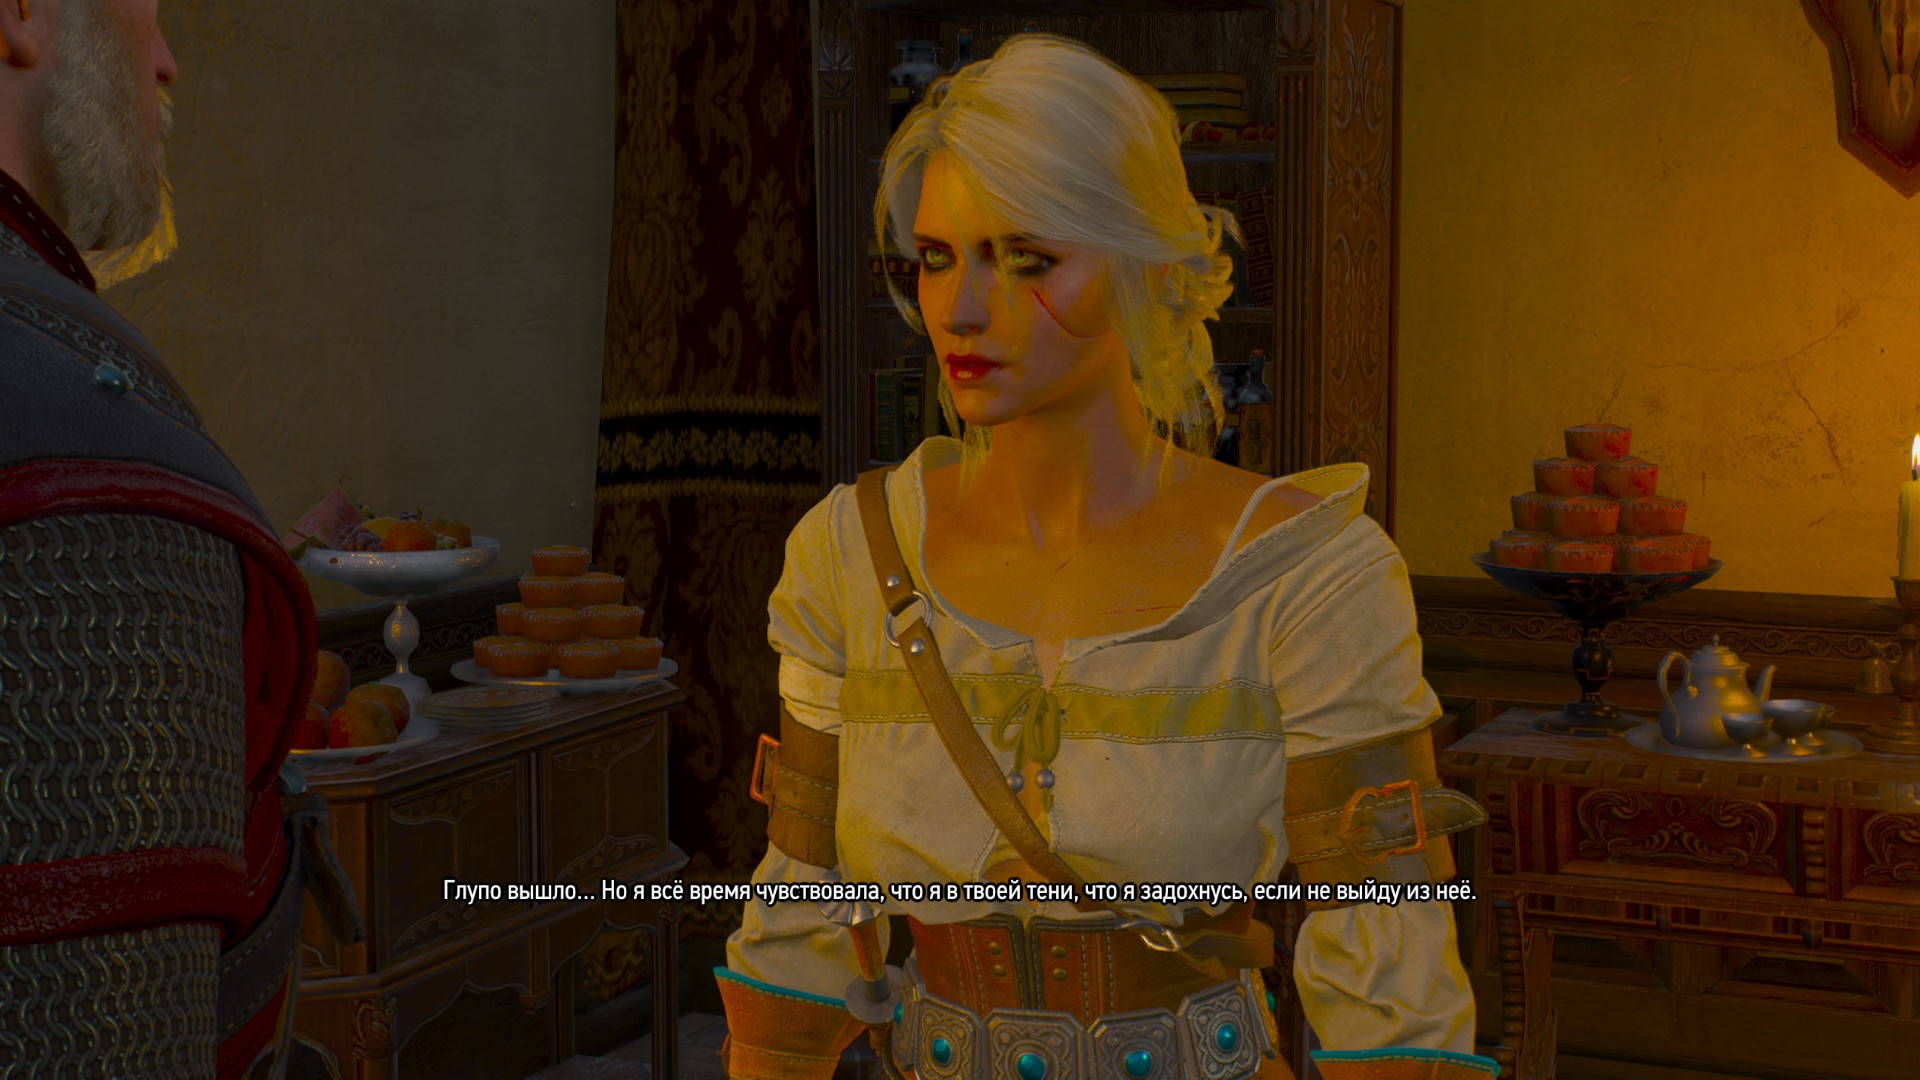 Глупо вышло... Но я всё время чувствовала, что я в твоей тени, что я задохнусь, если не выйду из неё.